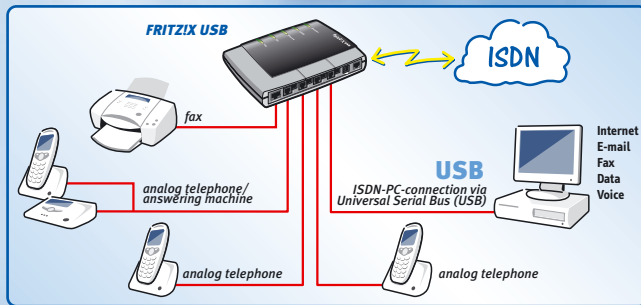 FRITZ!X USB
ISDN
fax
analog telephone/
answering machine
USB
ISDN-PC-connection via
Universal Serial Bus (USB)
Internet
E-mail
Fax
Data
Voice
analog telephone
analog telephone